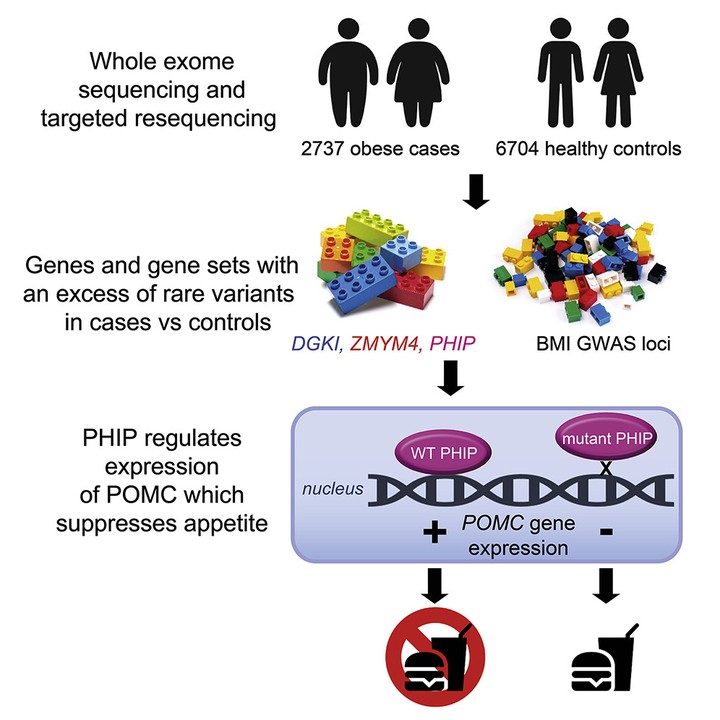 Whole exome
sequencing and
targeted resequencing
2737 obese cases
6704 healthy controls
Genes and gene sets with
an excess of rare variants
in cases vs controls
DGKI, ZMYM4, PHIP
BMI GWAS loci
PHIP regulates
expression
of POMC which
suppresses appetite
WT PHIP
mutant PHIP
X
nucleus
+
POMC gene
expression
-